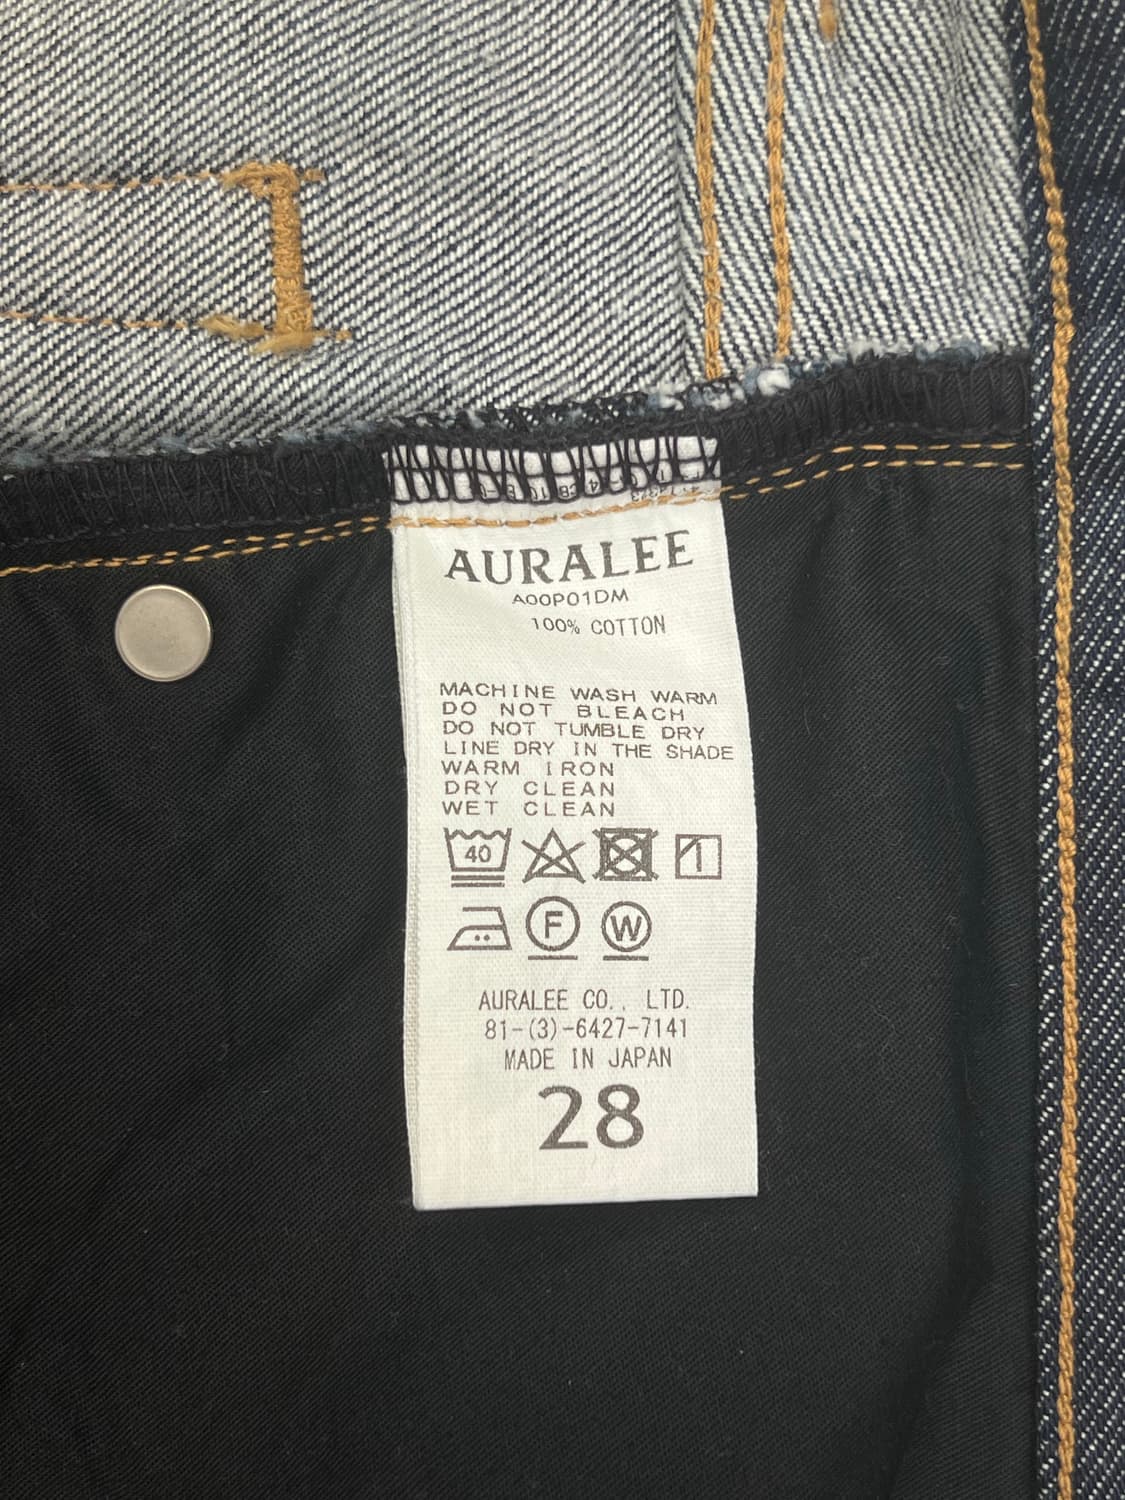 AURALEE
A00P01DM
100% COTTON
MACHINE WASH WARM
DO NOT BLEACH
DO NOT TUMBLE DRY
LINE DRY IN THE SHADE
WARM IRON
DRY CLEAN
WET CLEAN
40
F W
AURALEE CO., LTD.
81-(3)-6427-7141
MADE IN JAPAN
28